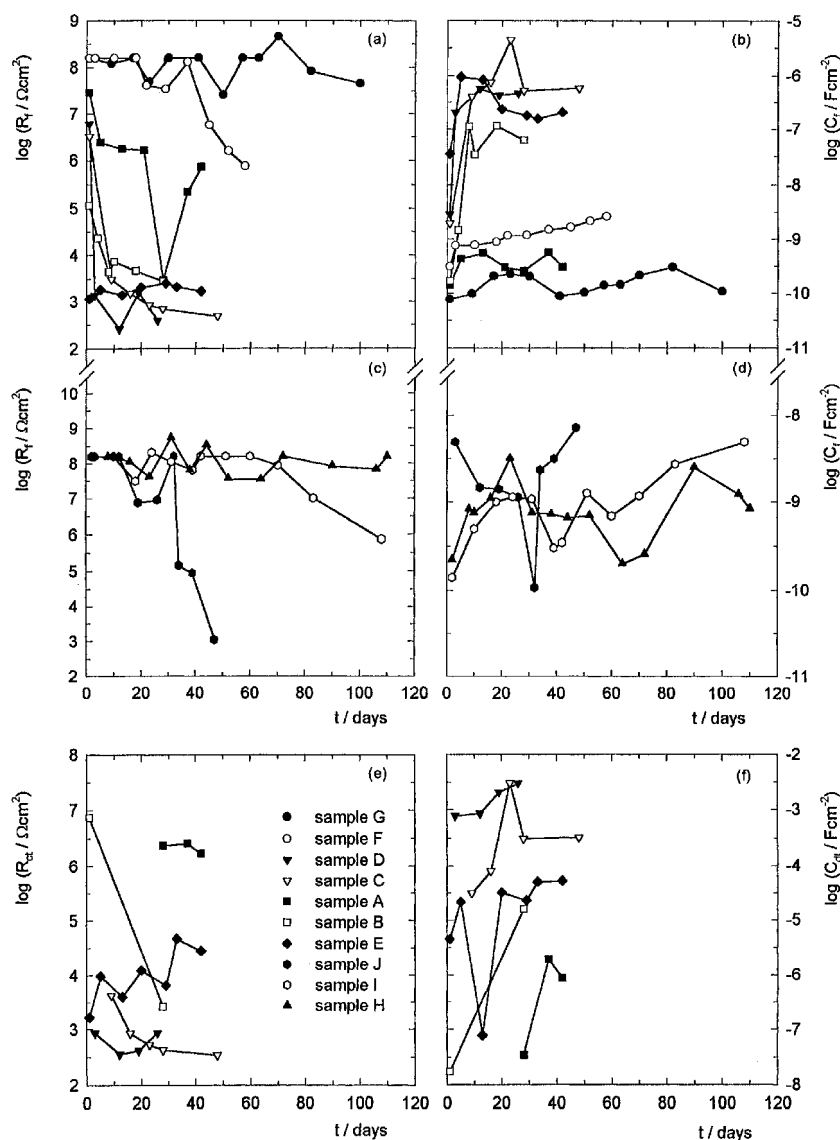 (a)
log (R_f / Ωcm²)
9
8
7
6
5
4
3
2
(b)
-5
-6
-7
-8
-9
-10
-11
log (C_f / Fcm⁻²)
(c)
log (R_f / Ωcm²)
10
9
8
7
6
5
4
3
2
0 20 40 60 80 100 120
t / days
(d)
-8
-9
-10
-11
log (C_f / Fcm⁻²)
0 20 40 60 80 100 120
t / days
(e)
log (R_ct / Ωcm²)
8
7
6
5
4
3
2
sample G
sample F
sample D
sample C
sample A
sample B
sample E
sample J
sample I
sample H
0 20 40 60 80 100 120
t / days
(f)
-2
-3
-4
-5
-6
-7
-8
log (C_dl / Fcm⁻²)
0 20 40 60 80 100 120
t / days